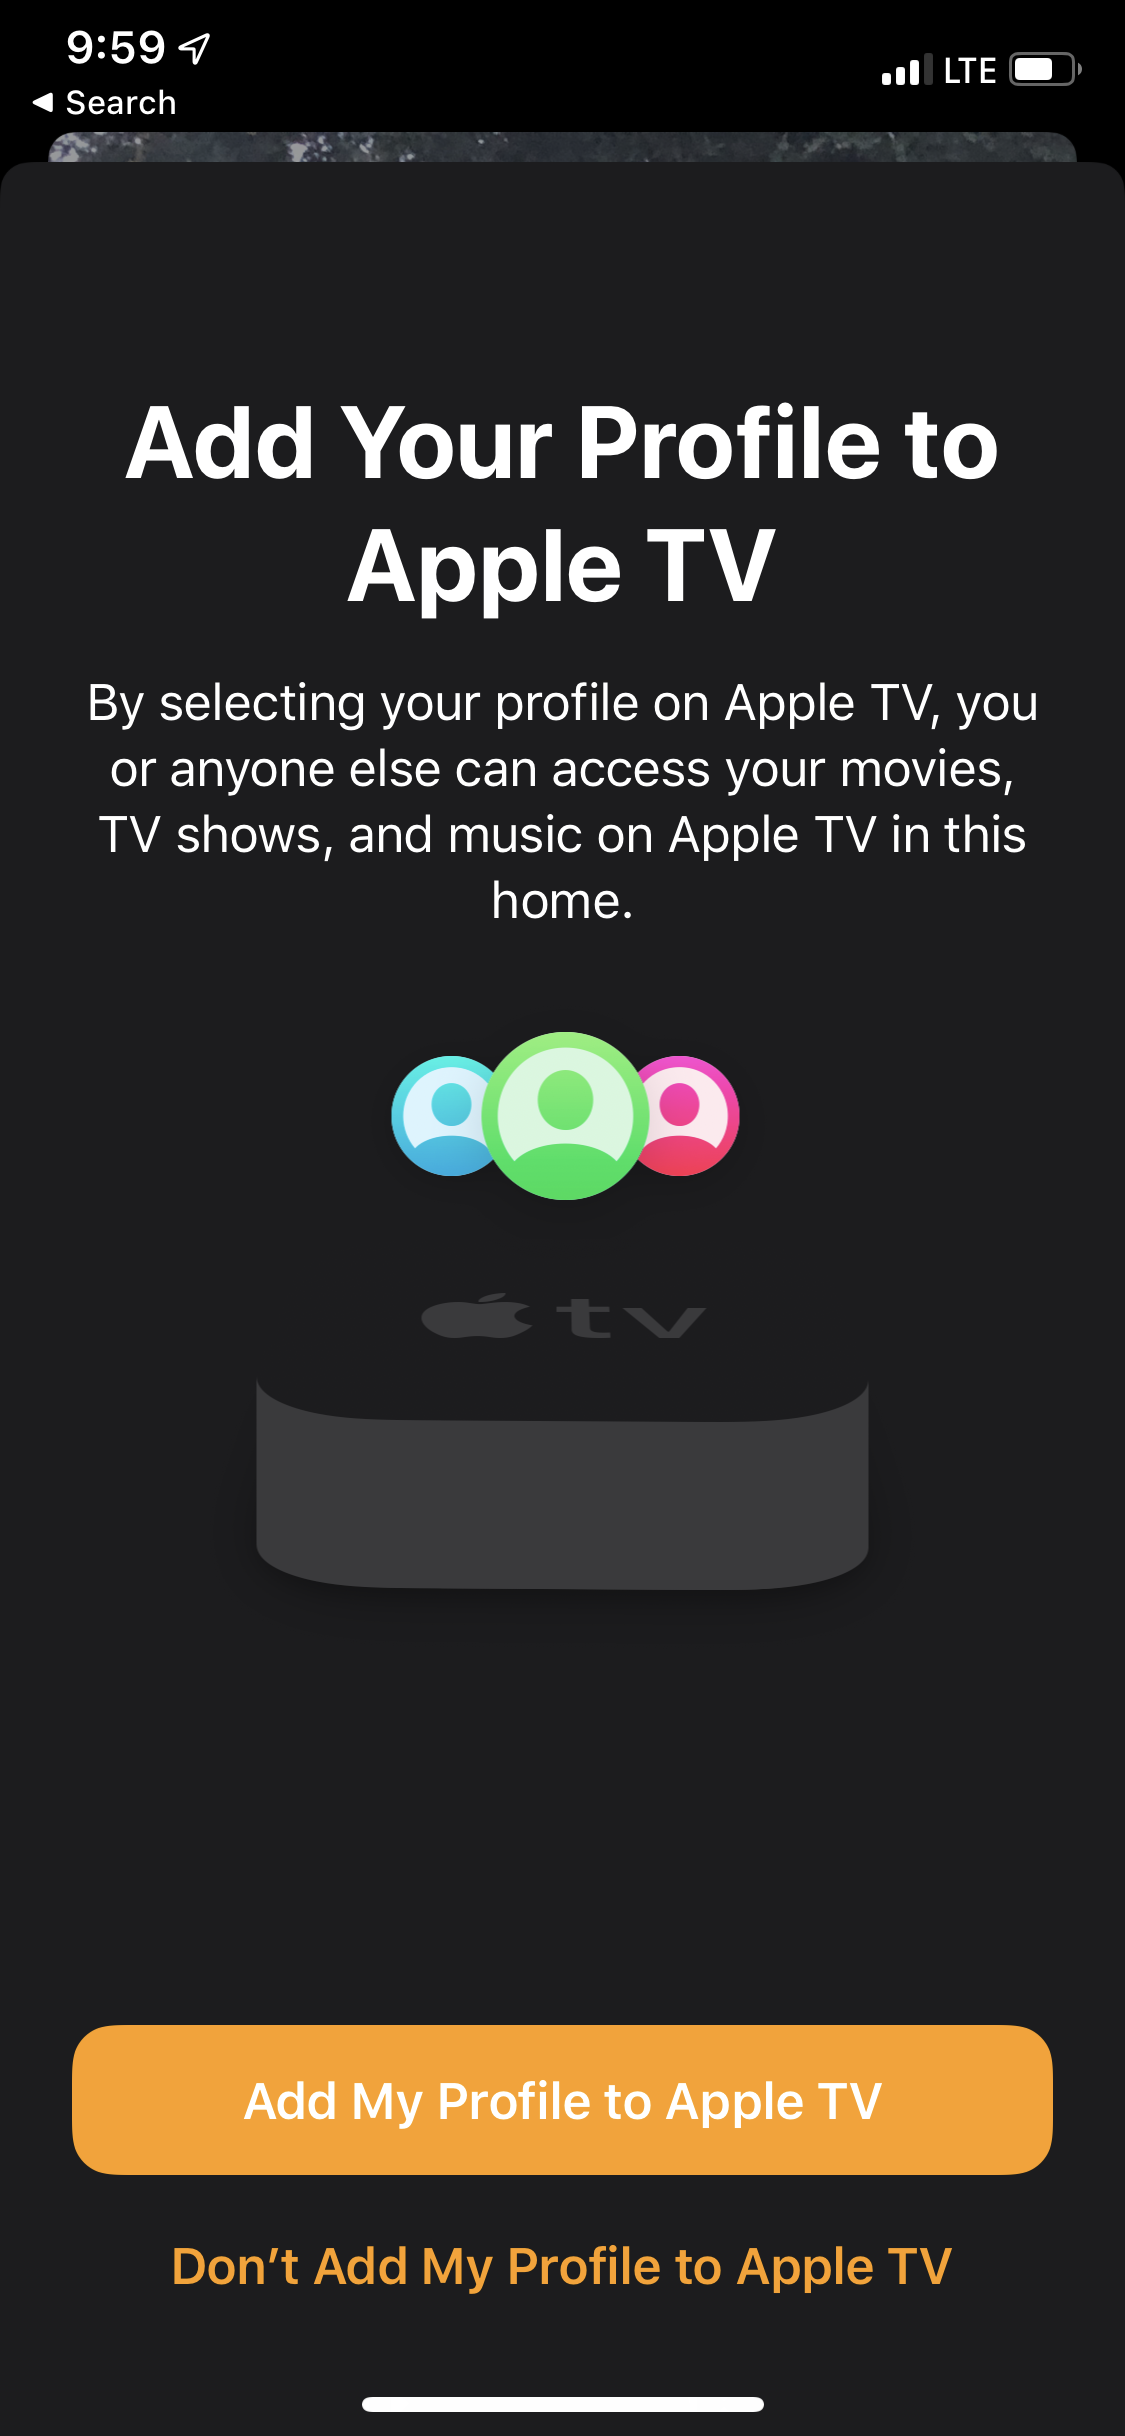 9:59
LTE
Search
Add Your Profile to
Apple TV
By selecting your profile on Apple TV, you
or anyone else can access your movies,
TV shows, and music on Apple TV in this
home.
tv
Add My Profile to Apple TV
Don’t Add My Profile to Apple TV